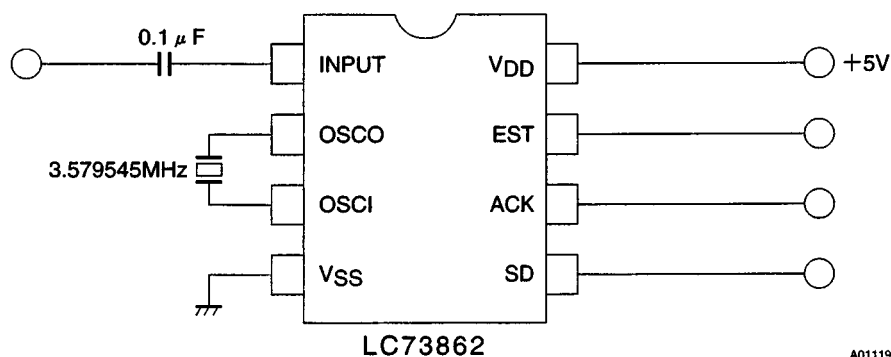 0.1 μF
INPUT
VDD
+5V
OSCO
EST
3.579545MHz
OSCI
ACK
VSS
SD
LC73862
A01119